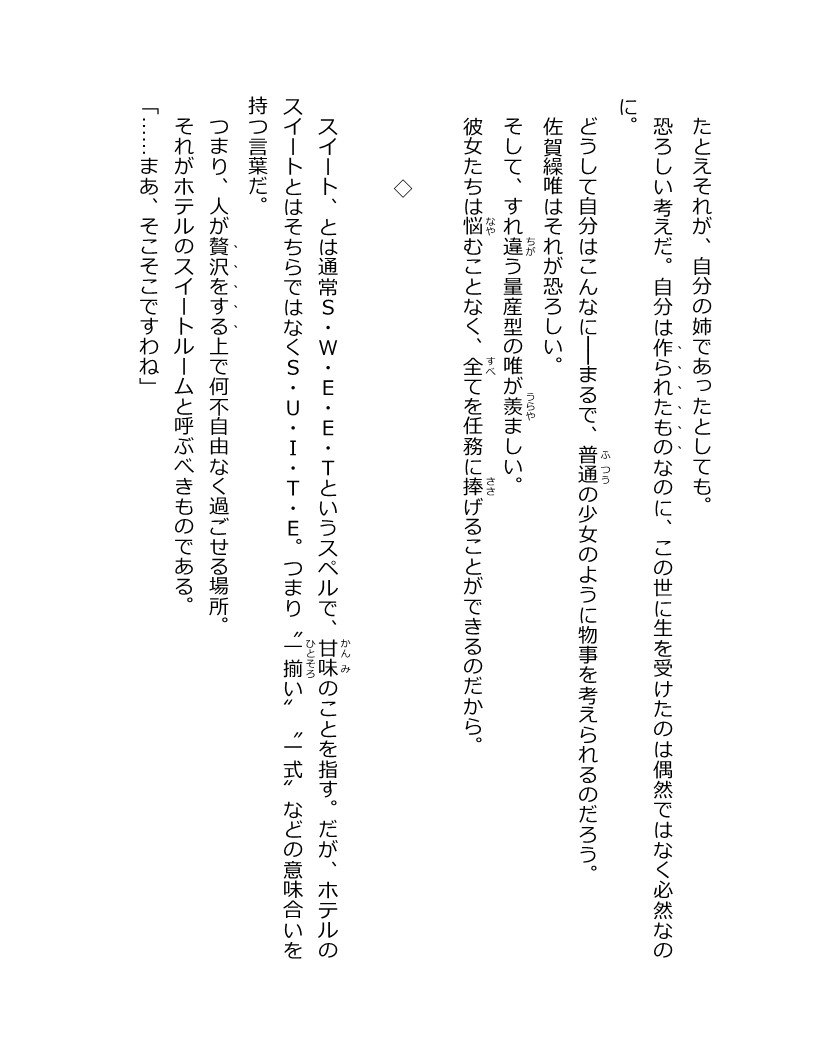 たとえそれが、自分の姉であったとしても。
恐ろしい考えだ。自分は作られたものなのに、この世に生を受けたのは偶然ではなく必然なの
に。
どうして自分はこんなに──まるで、普通の少女のように物事を考えられるのだろう。
佐賀繰唯はそれが恐ろしい。
そして、すれ違う量産型の唯が羨ましい。
彼女たちは悩むことなく、全てを任務に捧げることができるのだから。
◇
スイート、とは通常S・W・E・E・Tというスペルで、甘味のことを指す。だが、ホテルの
スイートとはそちらではなくS・U・I・T・E。つまり〝一揃い〟〝一式〟などの意味合いを
持つ言葉だ。
つまり、人が贅沢をする上で何不自由なく過ごせる場所。
それがホテルのスイートルームと呼ぶべきものである。
「……まあ、そこそこですわね」